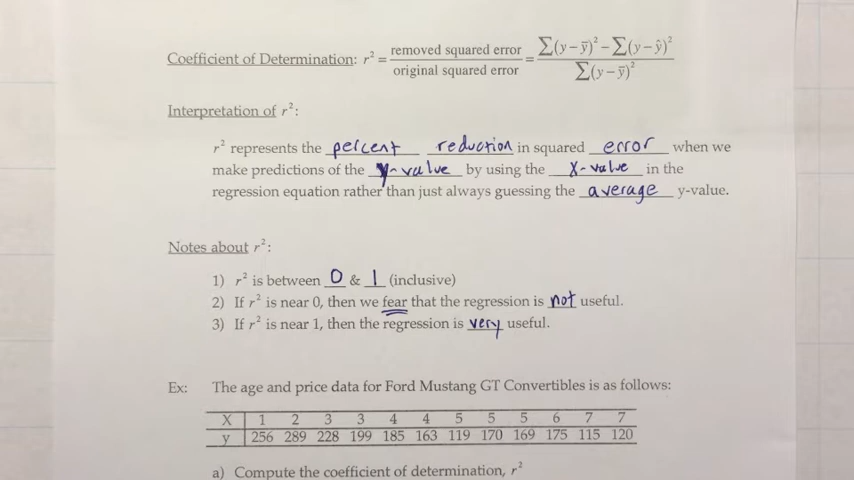 Coefficient of Determination: r² = removed squared error / original squared error = ∑(y−ȳ)² − ∑(y−ŷ)² / ∑(y−ȳ)²
Interpretation of r²:
r² represents the percent reduction in squared error when we
make predictions of the y-value by using the x-value in the
regression equation rather than just always guessing the average y-value.
Notes about r²:
1) r² is between 0 & 1 (inclusive)
2) If r² is near 0, then we fear that the regression is not useful.
3) If r² is near 1, then the regression is very useful.
Ex: The age and price data for Ford Mustang GT Convertibles is as follows:
X 1 2 3 3 4 4 5 5 5 6 7 7
y 256 289 228 199 185 163 119 170 169 175 115 120
a) Compute the coefficient of determination, r²